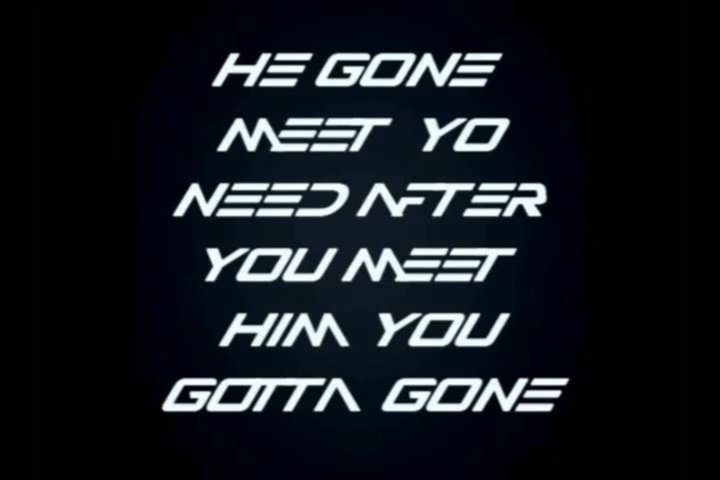 HE GONE
MEET YO
NEED AFTER
YOU MEET
HIM YOU
GOTTA GONE